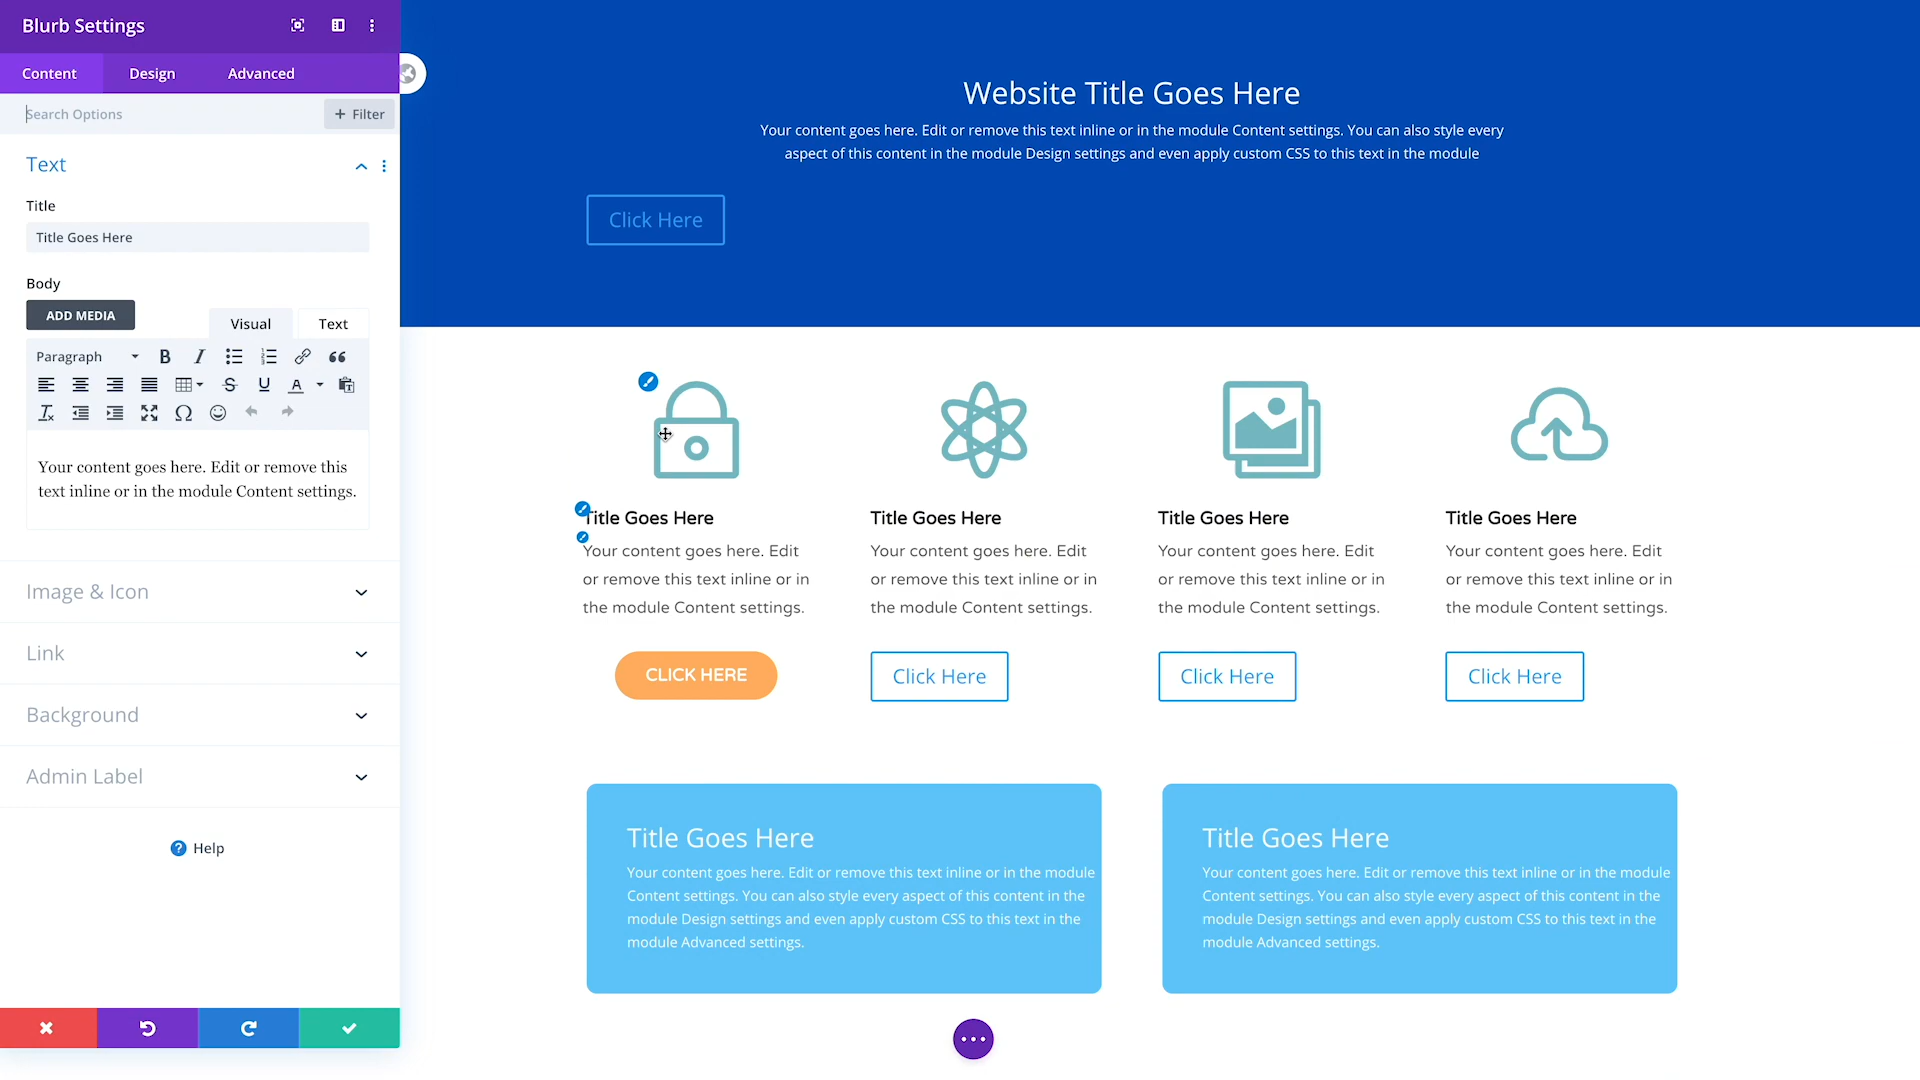 Blurb Settings
Content
Design
Advanced
Search Options
+ Filter
Text
Title
Title Goes Here
Body
ADD MEDIA
Visual
Text
Paragraph
Your content goes here. Edit or remove this
text inline or in the module Content settings.
Image & Icon
Link
Background
Admin Label
Help
Website Title Goes Here
Your content goes here. Edit or remove this text inline or in the module Content settings. You can also style every
aspect of this content in the module Design settings and even apply custom CSS to this text in the module
Click Here
Title Goes Here
Your content goes here. Edit
or remove this text inline or in
the module Content settings.
CLICK HERE
Title Goes Here
Your content goes here. Edit
or remove this text inline or in
the module Content settings.
Click Here
Title Goes Here
Your content goes here. Edit
or remove this text inline or in
the module Content settings.
Click Here
Title Goes Here
Your content goes here. Edit
or remove this text inline or in
the module Content settings.
Click Here
Title Goes Here
Your content goes here. Edit or remove this text inline or in the module
Content settings. You can also style every aspect of this content in the
module Design settings and even apply custom CSS to this text in the
module Advanced settings.
Title Goes Here
Your content goes here. Edit or remove this text inline or in the module
Content settings. You can also style every aspect of this content in the
module Design settings and even apply custom CSS to this text in the
module Advanced settings.